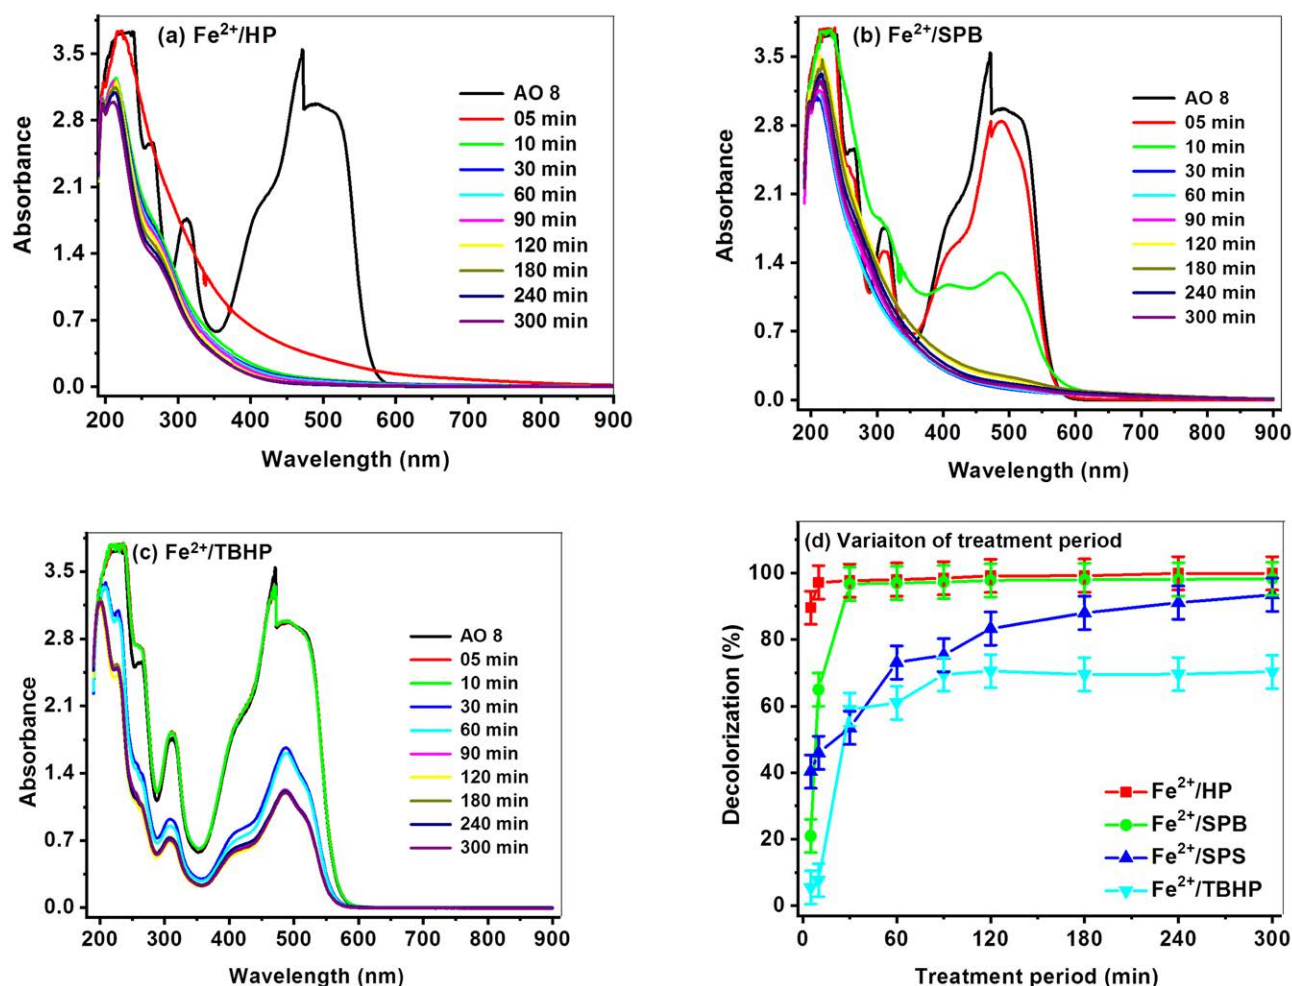 (a) Fe²⁺/HP
3.5
2.8
2.1
1.4
0.7
0.0
Absorbance
AO 8
05 min
10 min
30 min
60 min
90 min
120 min
180 min
240 min
300 min
200 300 400 500 600 700 800 900
Wavelength (nm)
(b) Fe²⁺/SPB
3.5
2.8
2.1
1.4
0.7
0.0
Absorbance
AO 8
05 min
10 min
30 min
60 min
90 min
120 min
180 min
240 min
300 min
200 300 400 500 600 700 800 900
Wavelength (nm)
(c) Fe²⁺/TBHP
3.5
2.8
2.1
1.4
0.7
0.0
Absorbance
AO 8
05 min
10 min
30 min
60 min
90 min
120 min
180 min
240 min
300 min
200 300 400 500 600 700 800 900
Wavelength (nm)
(d) Variaiton of treatment period
100
80
60
40
20
0
Decolorization (%)
Fe²⁺/HP
Fe²⁺/SPB
Fe²⁺/SPS
Fe²⁺/TBHP
0 60 120 180 240 300
Treatment period (min)